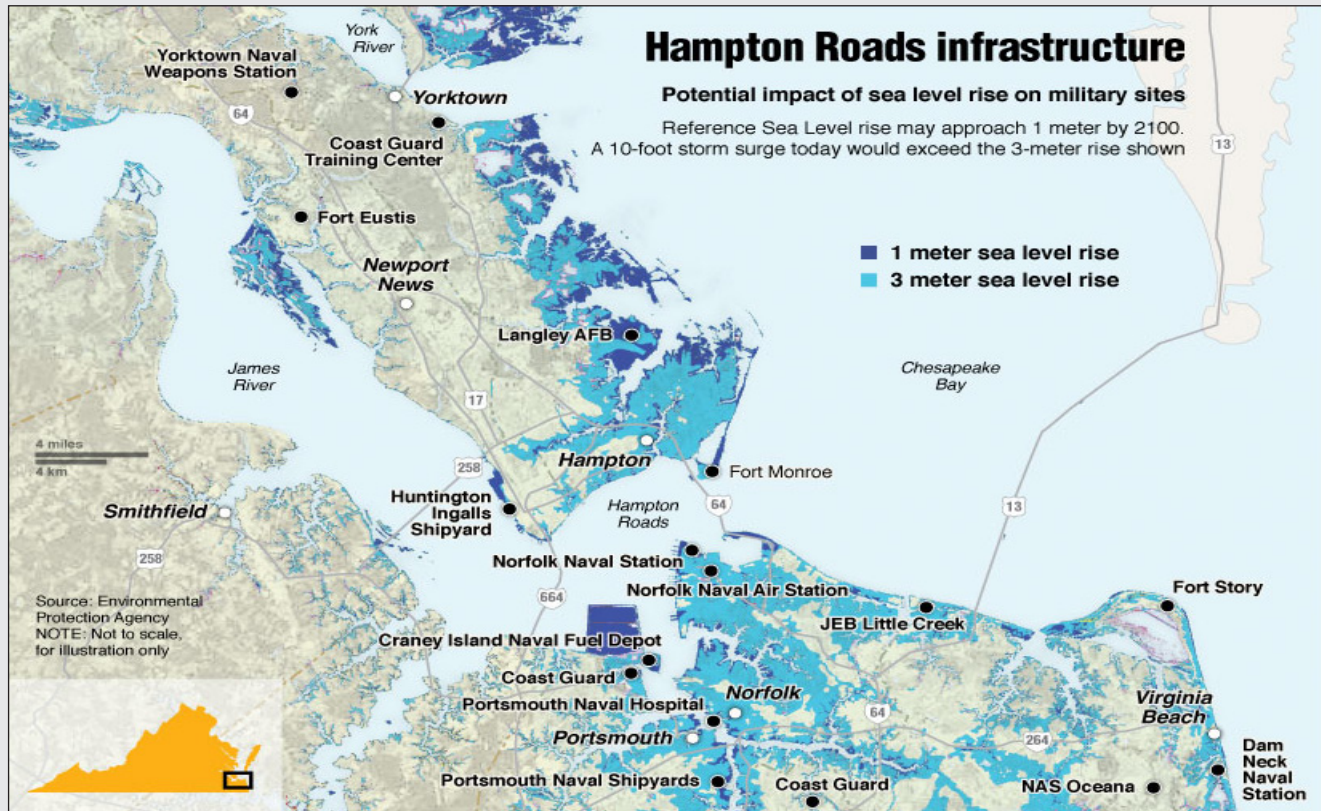 Hampton Roads infrastructure
Potential impact of sea level rise on military sites
Reference Sea Level rise may approach 1 meter by 2100.
A 10-foot storm surge today would exceed the 3-meter rise shown
1 meter sea level rise
3 meter sea level rise
York
River
Yorktown Naval
Weapons Station
64
Yorktown
Coast Guard
Training Center
13
Fort Eustis
Newport
News
Langley AFB
James
River
Chesapeake
Bay
17
4 miles
4 km
258
Hampton
Fort Monroe
Smithfield
Huntington
Ingalls
Shipyard
Hampton
Roads
64
13
258
Norfolk Naval Station
Norfolk Naval Air Station
664
Fort Story
JEB Little Creek
Source: Environmental
Protection Agency
NOTE: Not to scale,
for illustration only
Craney Island Naval Fuel Depot
Coast Guard
Portsmouth Naval Hospital
Norfolk
Portsmouth
64
264
Virginia
Beach
Portsmouth Naval Shipyards
Coast Guard
NAS Oceana
Dam
Neck
Naval
Station